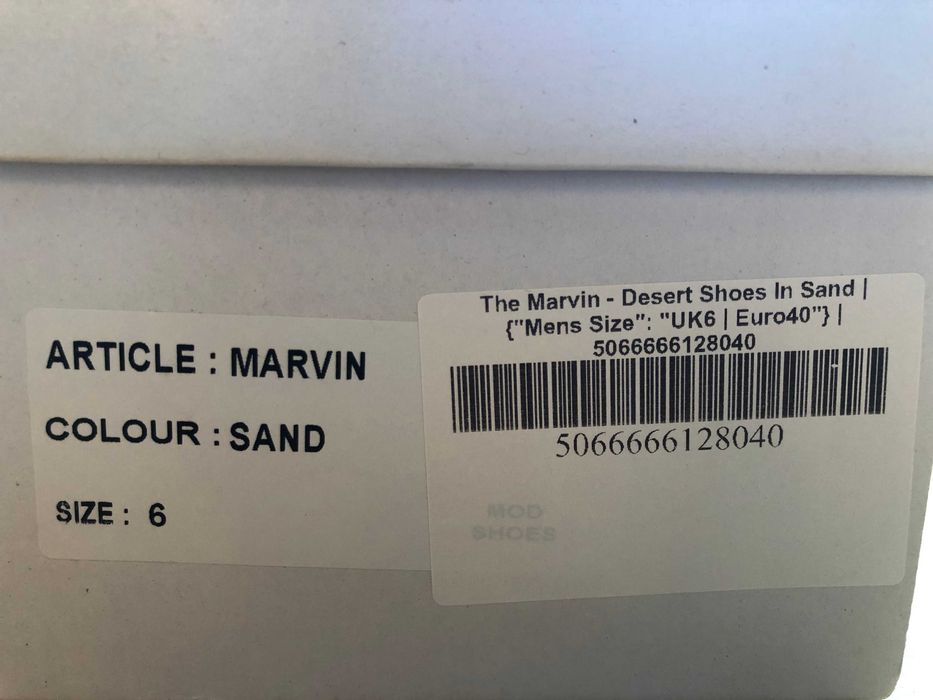 ARTICLE : MARVIN
COLOUR : SAND
SIZE : 6
The Marvin - Desert Shoes In Sand |
{"Mens Size": "UK6 | Euro40"} |
5066666128040
5066666128040
MOD
SHOES